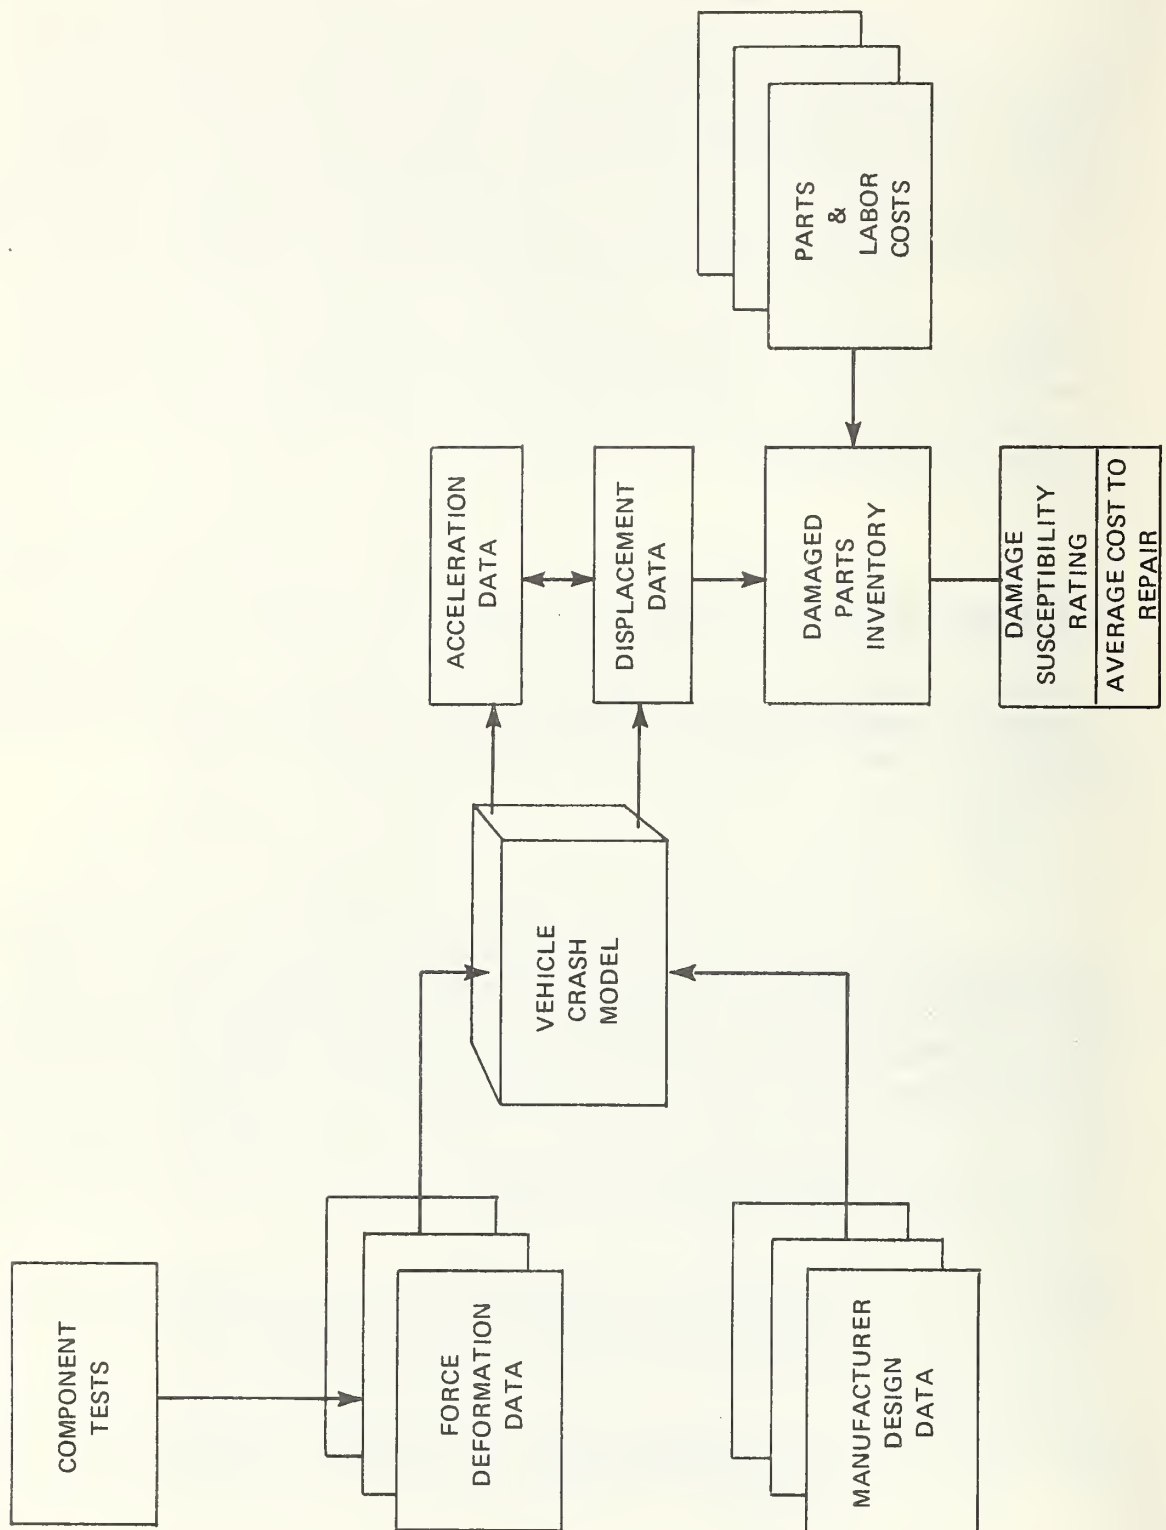 COMPONENT
TESTS
FORCE
DEFORMATION
DATA
MANUFACTURER
DESIGN
DATA
VEHICLE
CRASH
MODEL
ACCELERATION
DATA
DISPLACEMENT
DATA
DAMAGED
PARTS
INVENTORY
DAMAGE
SUSCEPTIBILITY
RATING
AVERAGE COST TO
REPAIR
PARTS
&
LABOR
COSTS